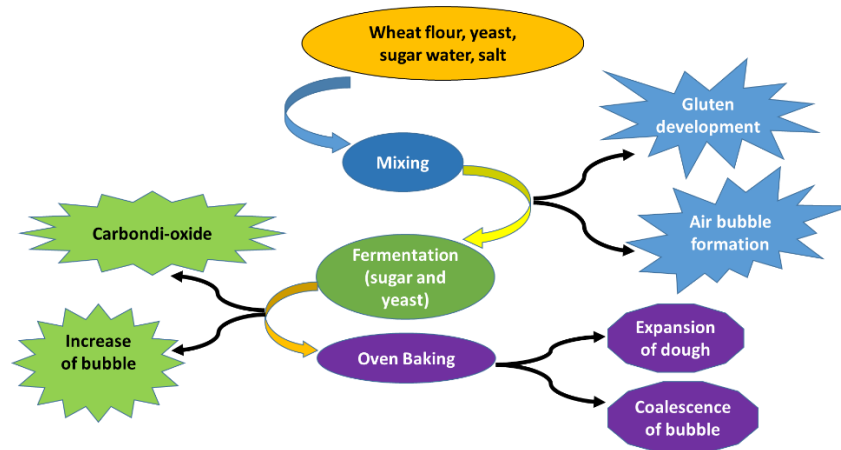 Wheat flour, yeast,
sugar water, salt
Gluten
development
Mixing
Air bubble
formation
Carbondi-oxide
Fermentation
(sugar and
yeast)
Increase
of bubble
Oven Baking
Expansion
of dough
Coalescence
of bubble